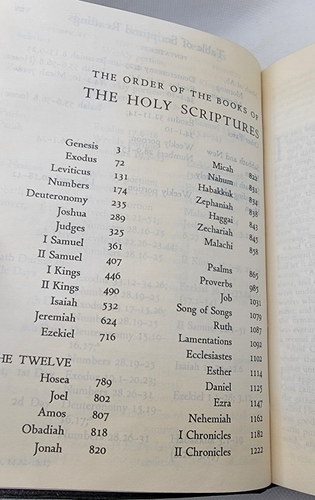 THE ORDER OF THE BOOKS OF
THE HOLY SCRIPTURES
Genesis 3
Exodus 72
Leviticus 131
Numbers 174
Deuteronomy 235
Joshua 289
Judges 325
I Samuel 361
II Samuel 407
I Kings 446
II Kings 490
Isaiah 532
Jeremiah 624
Ezekiel 716
HE TWELVE
Hosea 789
Joel 802
Amos 807
Obadiah 818
Jonah 820
Micah 822
Nahum 831
Habakkuk 834
Zephaniah 838
Haggai 843
Zechariah 845
Malachi 858
Psalms 865
Proverbs 985
Job 1031
Song of Songs 1079
Ruth 1087
Lamentations 1092
Ecclesiastes 1102
Esther 1114
Daniel 1125
Ezra 1147
Nehemiah 1162
I Chronicles 1182
II Chronicles 1222